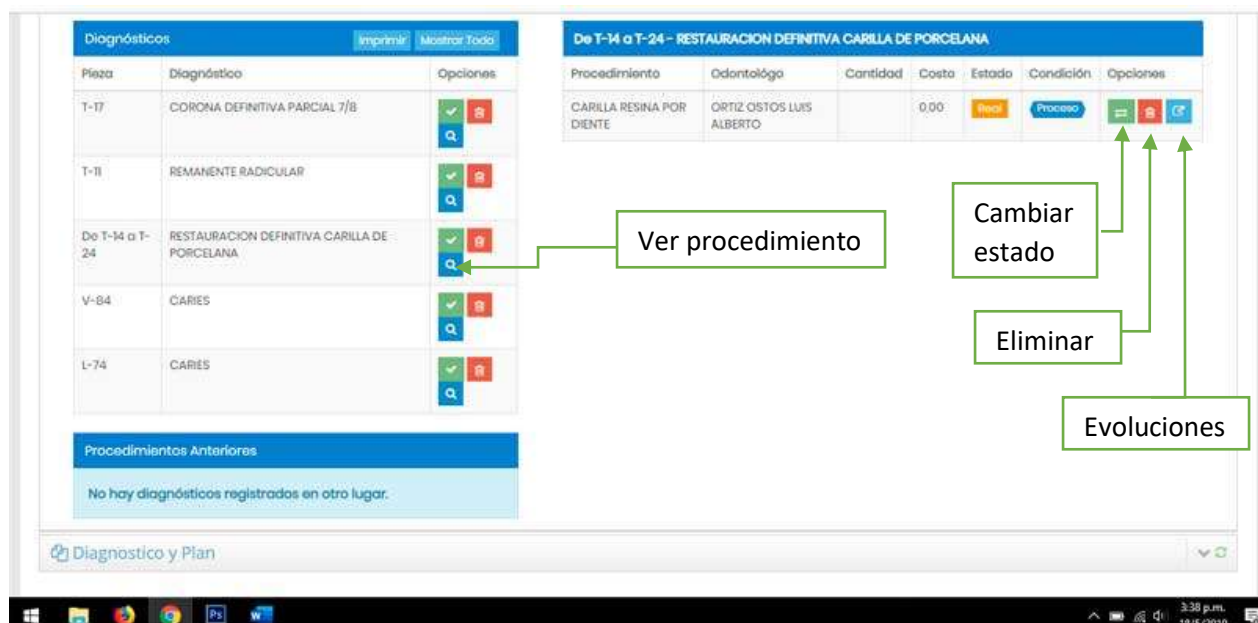 Diagnósticos Imprimir Mostrar Todo
Pieza Diagnóstico Opciones
T-17 CORONA DEFINITIVA PARCIAL 7/8
T-11 REMANENTE RADICULAR
De T-14 a T-24 RESTAURACION DEFINITIVA CARILLA DE PORCELANA
V-84 CARIES
L-74 CARIES
Procedimientos Anteriores
No hay diagnósticos registrados en otro lugar.
De T-14 a T-24 - RESTAURACION DEFINITIVA CARILLA DE PORCELANA
Procedimiento Odontológo Cantidad Costo Estado Condición Opciones
CARILLA RESINA POR DIENTE ORTIZ OSTOS LUIS ALBERTO 0,00 Real Proceso
Ver procedimiento
Cambiar
estado
Eliminar
Evoluciones
Diagnostico y Plan
Ps
W
3:38 p.m.